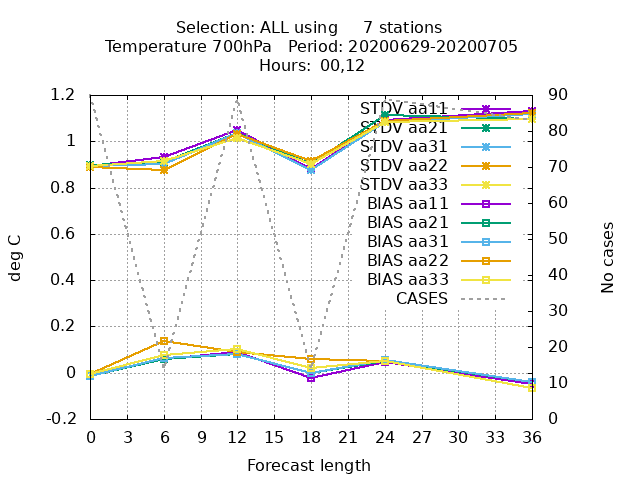 Selection: ALL using 7 stations
Temperature 700hPa Period: 20200629-20200705
Hours: 00,12
1.2
1
0.8
0.6
0.4
0.2
0
-0.2
deg C
90
80
70
60
50
40
30
20
10
0
No cases
STDV aa11
STDV aa21
STDV aa31
STDV aa22
STDV aa33
BIAS aa11
BIAS aa21
BIAS aa31
BIAS aa22
BIAS aa33
CASES
0 3 6 9 12 15 18 21 24 27 30 33 36
Forecast length